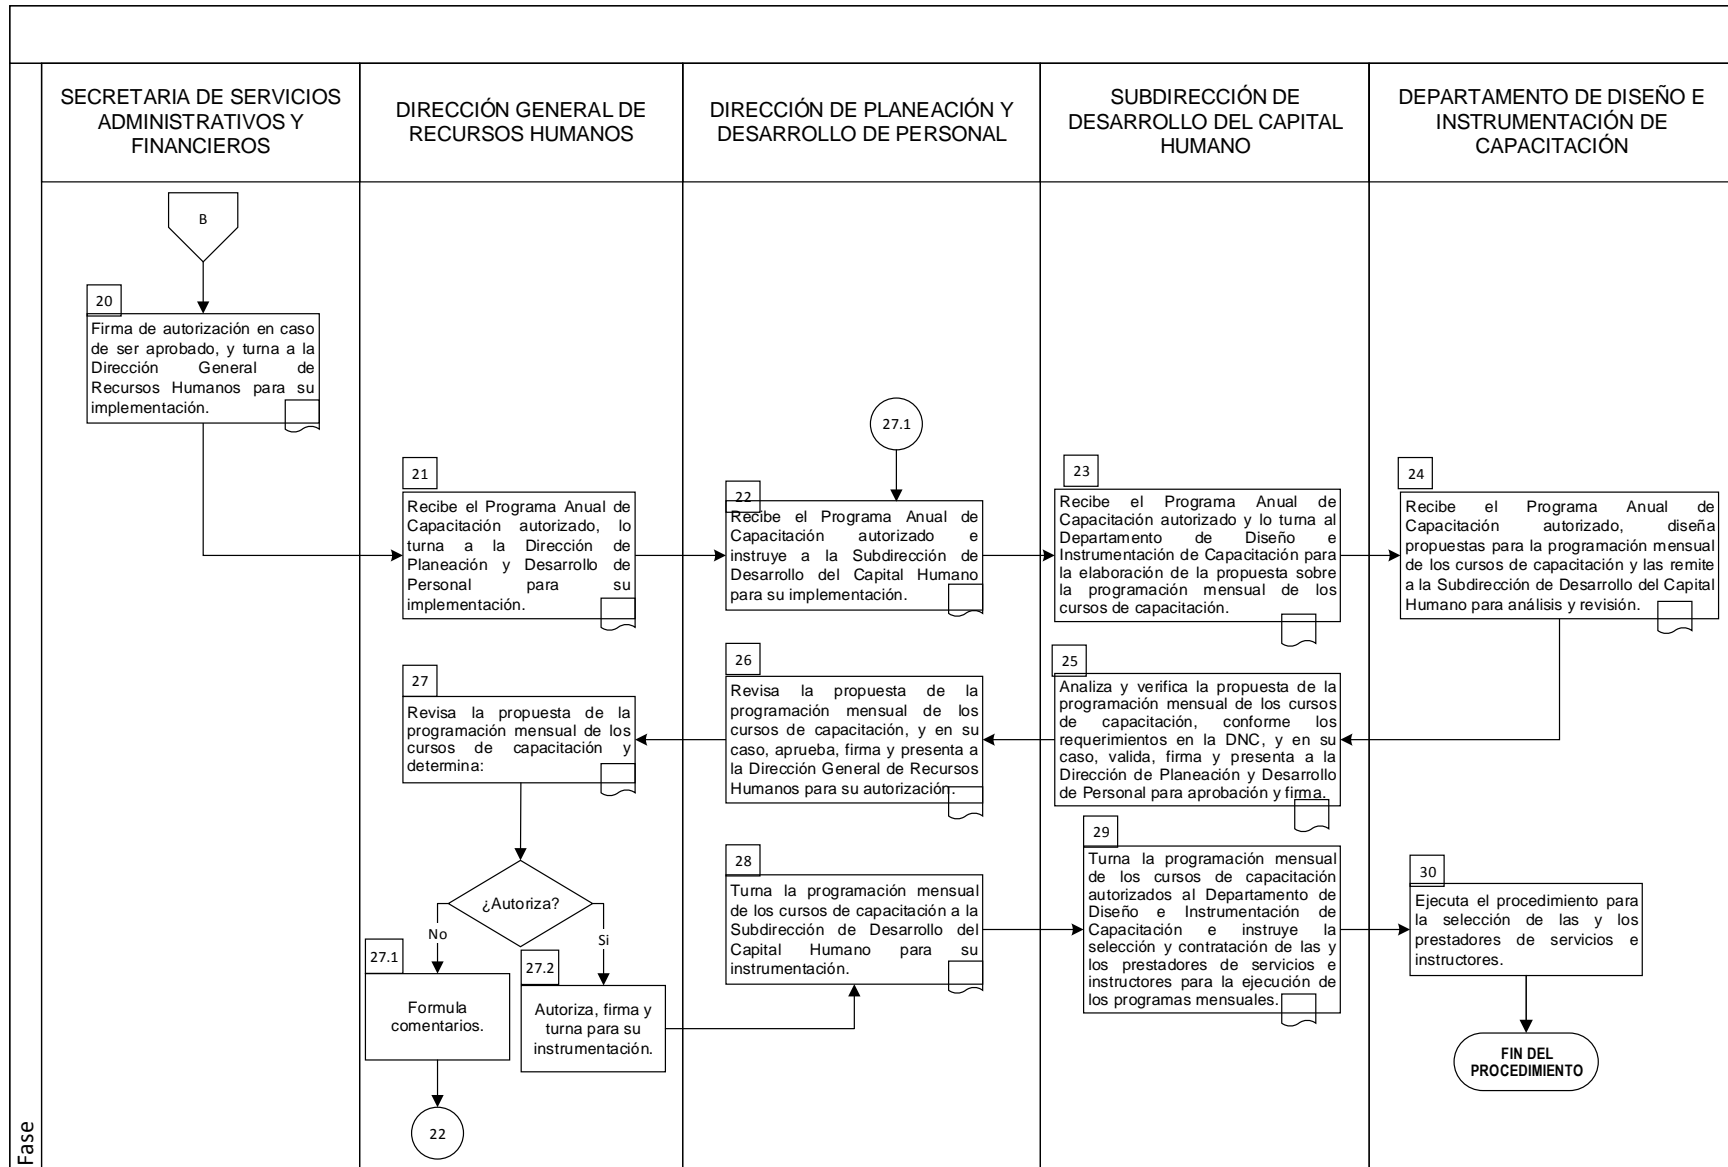 SECRETARIA DE SERVICIOS
ADMINISTRATIVOS Y
FINANCIEROS
DIRECCIÓN GENERAL DE
RECURSOS HUMANOS
DIRECCIÓN DE PLANEACIÓN Y
DESARROLLO DE PERSONAL
SUBDIRECCIÓN DE
DESARROLLO DEL CAPITAL
HUMANO
DEPARTAMENTO DE DISEÑO E
INSTRUMENTACIÓN DE
CAPACITACIÓN
B
20
Firma de autorización en caso
de ser aprobado, y turna a la
Dirección General de
Recursos Humanos para su
implementación.
21
Recibe el Programa Anual de
Capacitación autorizado, lo
turna a la Dirección de
Planeación y Desarrollo de
Personal para su
implementación.
27.1
22
Recibe el Programa Anual de
Capacitación autorizado e
instruye a la Subdirección de
Desarrollo del Capital Humano
para su implementación.
23
Recibe el Programa Anual de
Capacitación autorizado y lo turna al
Departamento de Diseño e
Instrumentación de Capacitación para
la elaboración de la propuesta sobre
la programación mensual de los
cursos de capacitación.
24
Recibe el Programa Anual de
Capacitación autorizado, diseña
propuestas para la programación mensual
de los cursos de capacitación y las remite
a la Subdirección de Desarrollo del Capital
Humano para análisis y revisión.
25
Analiza y verifica la propuesta de la
programación mensual de los cursos
de capacitación, conforme los
requerimientos en la DNC, y en su
caso, valida, firma y presenta a la
Dirección de Planeación y Desarrollo
de Personal para aprobación y firma.
26
Revisa la propuesta de la
programación mensual de los
cursos de capacitación, y en su
caso, aprueba, firma y presenta a
la Dirección General de Recursos
Humanos para su autorización.
27
Revisa la propuesta de la
programación mensual de los
cursos de capacitación y
determina:
¿Autoriza?
No
Si
27.1
Formula
comentarios.
22
27.2
Autoriza, firma y
turna para su
instrumentación.
28
Turna la programación mensual
de los cursos de capacitación a la
Subdirección de Desarrollo del
Capital Humano para su
instrumentación.
29
Turna la programación mensual
de los cursos de capacitación
autorizados al Departamento de
Diseño e Instrumentación de
Capacitación e instruye la
selección y contratación de las y
los prestadores de servicios e
instructores para la ejecución de
los programas mensuales.
30
Ejecuta el procedimiento para
la selección de las y los
prestadores de servicios e
instructores.
FIN DEL
PROCEDIMIENTO
Fase